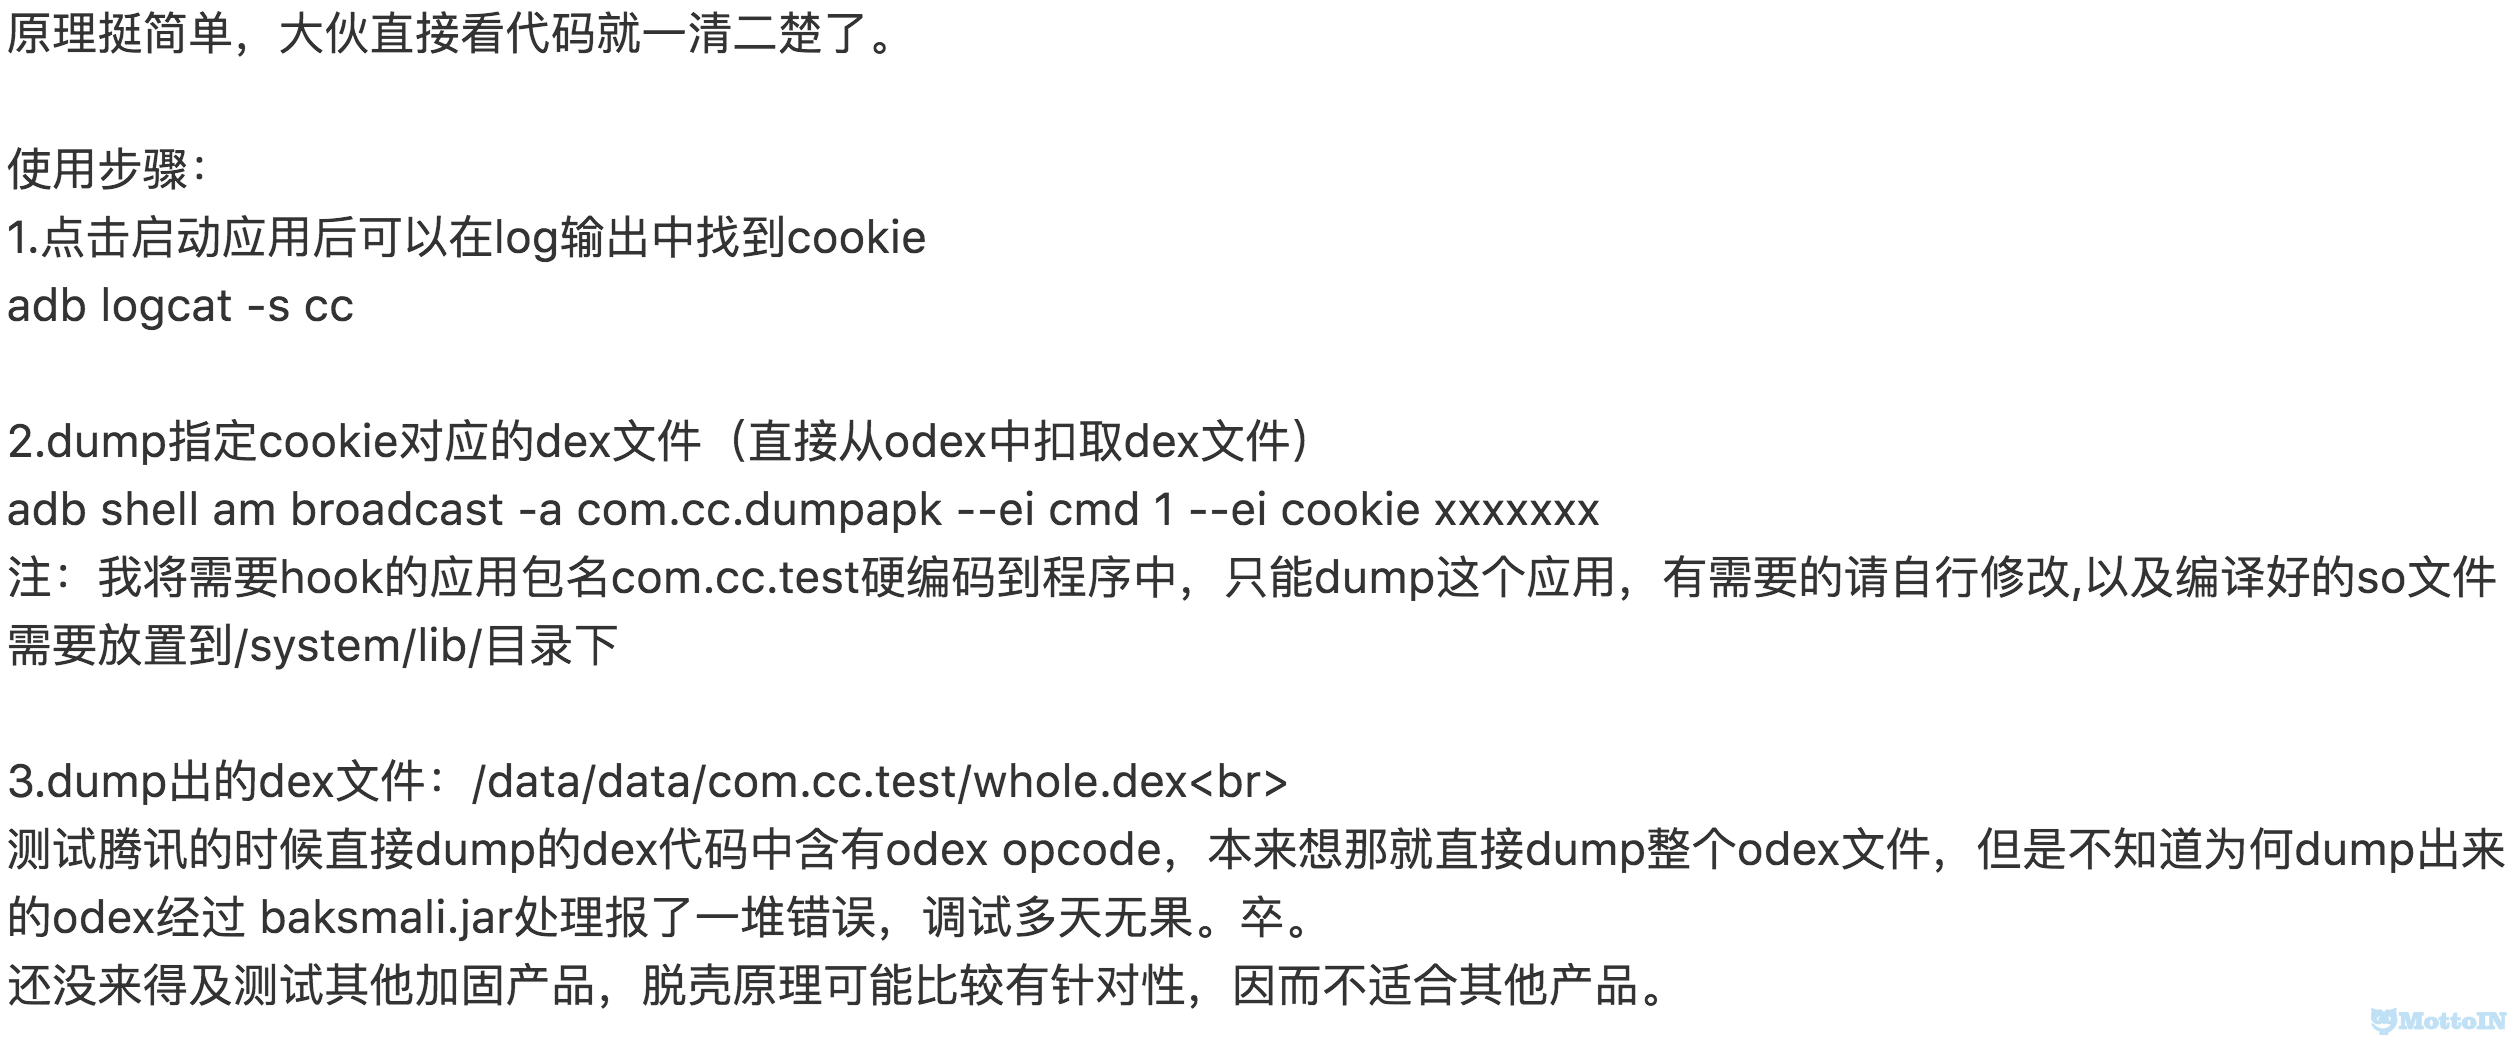 原理挺简单，大伙直接看代码就一清二楚了。
使用步骤：
1.点击启动应用后可以在log输出中找到cookie
adb logcat -s cc
2.dump指定cookie对应的dex文件（直接从odex中扣取dex文件）
adb shell am broadcast -a com.cc.dumpapk --ei cmd 1 --ei cookie xxxxxxxx
注：我将需要hook的应用包名com.cc.test硬编码到程序中，只能dump这个应用，有需要的请自行修改,以及编译好的so文件
需要放置到/system/lib/目录下
3.dump出的dex文件：/data/data/com.cc.test/whole.dex<br>
测试腾讯的时候直接dump的dex代码中含有odex opcode，本来想那就直接dump整个odex文件，但是不知道为何dump出来
的odex经过 baksmali.jar处理报了一堆错误，调试多天无果。卒。
还没来得及测试其他加固产品，脱壳原理可能比较有针对性，因而不适合其他产品。
MottoIN